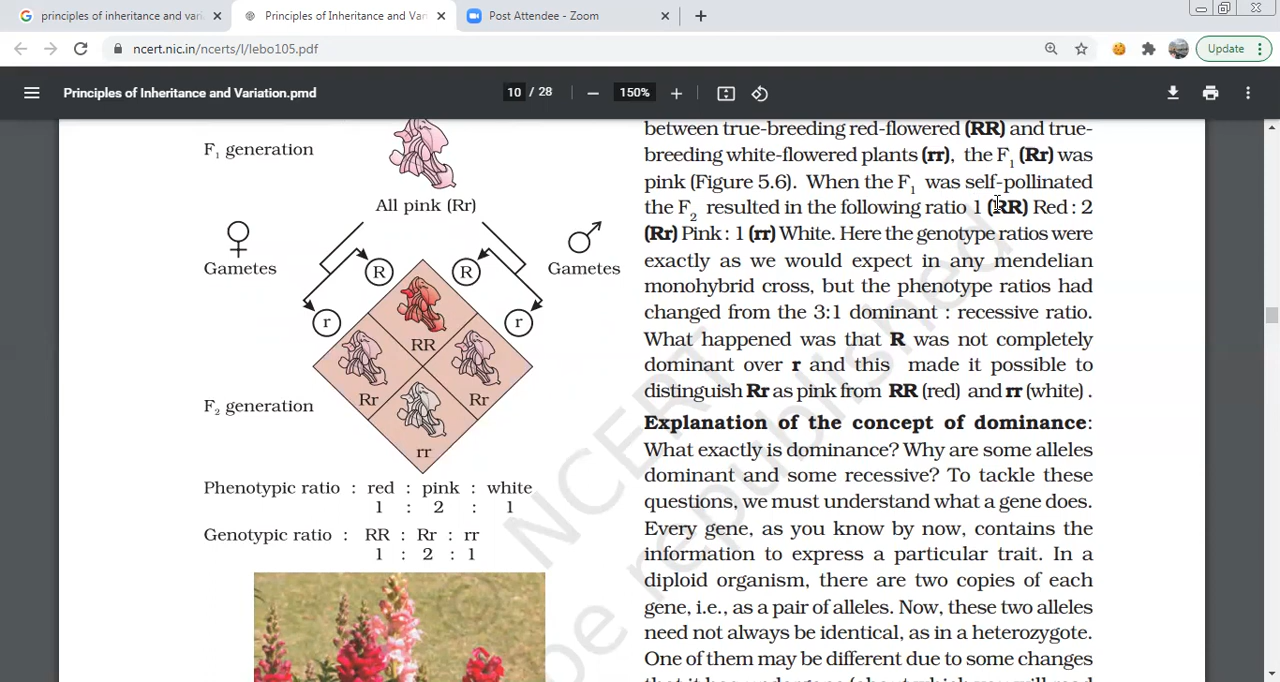 principles of inheritance and vari
Principles of Inheritance and Var
Post Attendee - Zoom
ncert.nic.in/ncerts/l/lebo105.pdf
Update
Principles of Inheritance and Variation.pmd
10 / 28
150%
F1 generation
All pink (Rr)
Gametes
Gametes
R
R
r
r
RR
Rr
Rr
rr
F2 generation
Phenotypic ratio : red : pink : white
1 : 2 : 1
Genotypic ratio : RR : Rr : rr
1 : 2 : 1
between true-breeding red-flowered (RR) and true-
breeding white-flowered plants (rr), the F1 (Rr) was
pink (Figure 5.6). When the F1 was self-pollinated
the F2 resulted in the following ratio 1 (RR) Red : 2
(Rr) Pink : 1 (rr) White. Here the genotype ratios were
exactly as we would expect in any mendelian
monohybrid cross, but the phenotype ratios had
changed from the 3:1 dominant : recessive ratio.
What happened was that R was not completely
dominant over r and this made it possible to
distinguish Rr as pink from RR (red) and rr (white) .
Explanation of the concept of dominance:
What exactly is dominance? Why are some alleles
dominant and some recessive? To tackle these
questions, we must understand what a gene does.
Every gene, as you know by now, contains the
information to express a particular trait. In a
diploid organism, there are two copies of each
gene, i.e., as a pair of alleles. Now, these two alleles
need not always be identical, as in a heterozygote.
One of them may be different due to some changes
NCERT
be republished